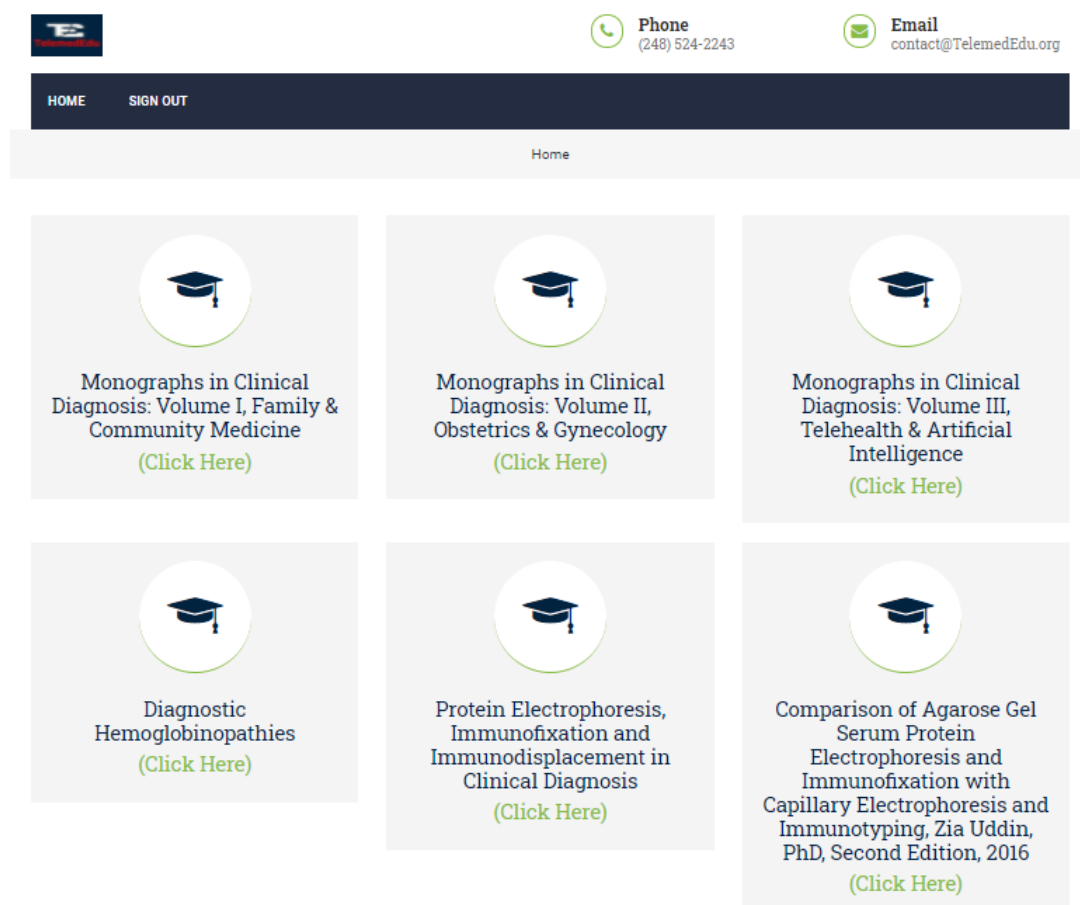 TE
TelemedEdu
Phone
(248) 524-2243
Email
contact@TelemedEdu.org
HOME
SIGN OUT
Home
Monographs in Clinical
Diagnosis: Volume I, Family &
Community Medicine
(Click Here)
Monographs in Clinical
Diagnosis: Volume II,
Obstetrics & Gynecology
(Click Here)
Monographs in Clinical
Diagnosis: Volume III,
Telehealth & Artificial
Intelligence
(Click Here)
Diagnostic
Hemoglobinopathies
(Click Here)
Protein Electrophoresis,
Immunofixation and
Immunodisplacement in
Clinical Diagnosis
(Click Here)
Comparison of Agarose Gel
Serum Protein
Electrophoresis and
Immunofixation with
Capillary Electrophoresis and
Immunotyping, Zia Uddin,
PhD, Second Edition, 2016
(Click Here)